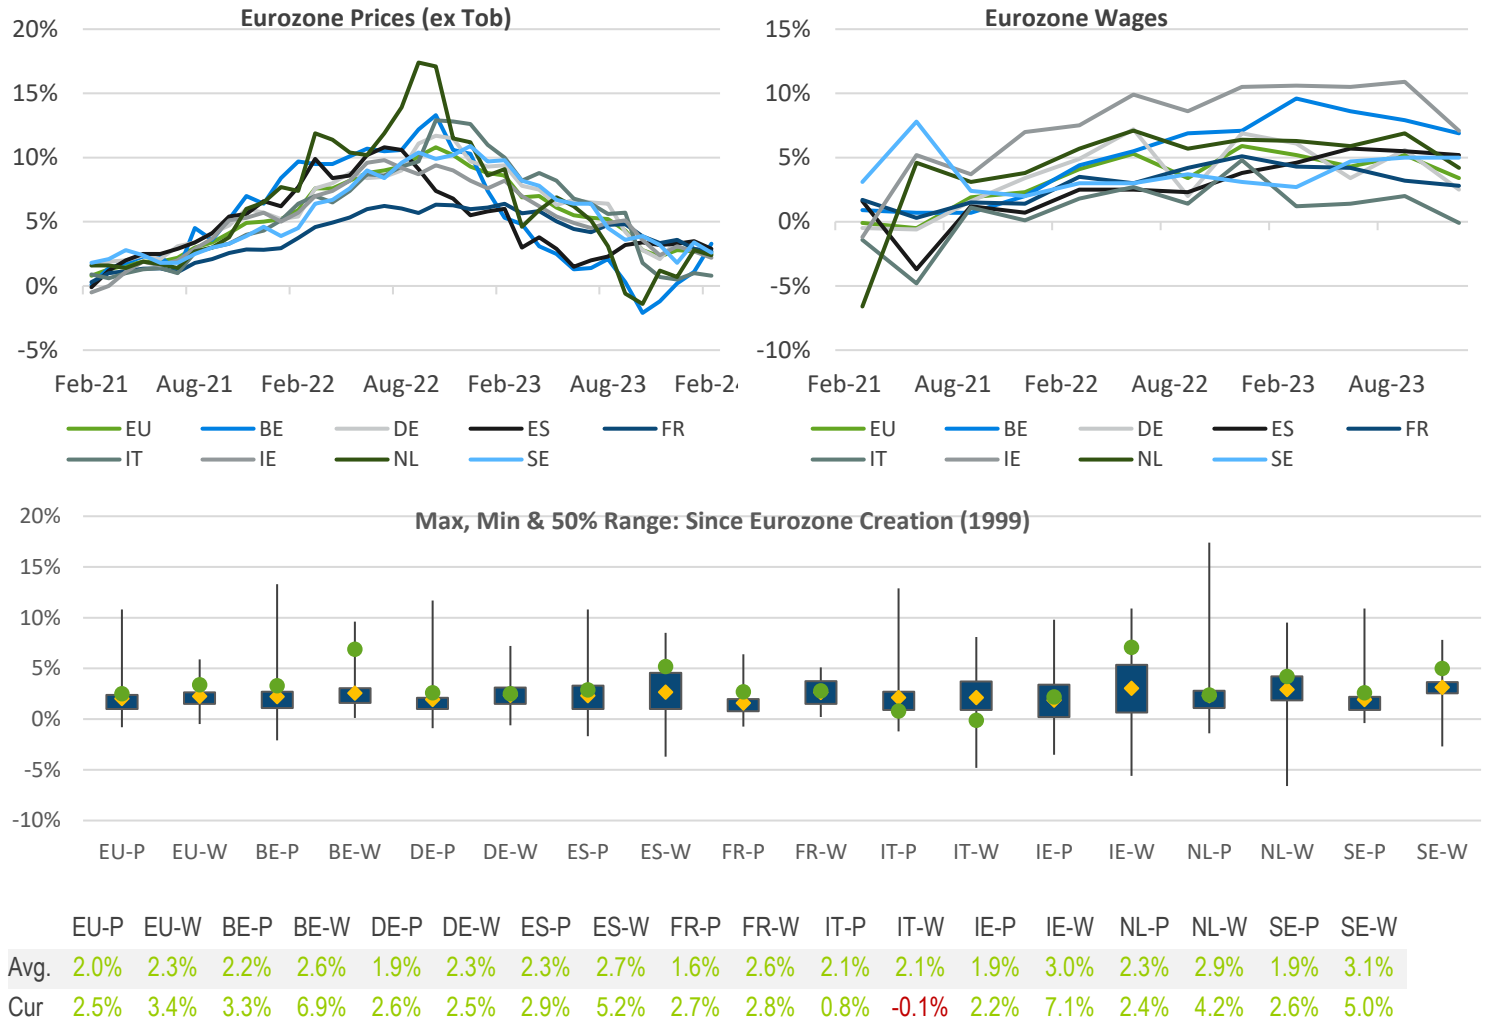 Eurozone Prices (ex Tob)
20%
15%
10%
5%
0%
-5%
Feb-21 Aug-21 Feb-22 Aug-22 Feb-23 Aug-23 Feb-24
EU BE DE ES FR
IT IE NL SE
Eurozone Wages
15%
10%
5%
0%
-5%
-10%
Feb-21 Aug-21 Feb-22 Aug-22 Feb-23 Aug-23
EU BE DE ES FR
IT IE NL SE
Max, Min & 50% Range: Since Eurozone Creation (1999)
20%
15%
10%
5%
0%
-5%
-10%
EU-P EU-W BE-P BE-W DE-P DE-W ES-P ES-W FR-P FR-W IT-P IT-W IE-P IE-W NL-P NL-W SE-P SE-W
EU-P EU-W BE-P BE-W DE-P DE-W ES-P ES-W FR-P FR-W IT-P IT-W IE-P IE-W NL-P NL-W SE-P SE-W
Avg. 2.0% 2.3% 2.2% 2.6% 1.9% 2.3% 2.3% 2.7% 1.6% 2.6% 2.1% 2.1% 1.9% 3.0% 2.3% 2.9% 1.9% 3.1%
Cur 2.5% 3.4% 3.3% 6.9% 2.6% 2.5% 2.9% 5.2% 2.7% 2.8% 0.8% -0.1% 2.2% 7.1% 2.4% 4.2% 2.6% 5.0%